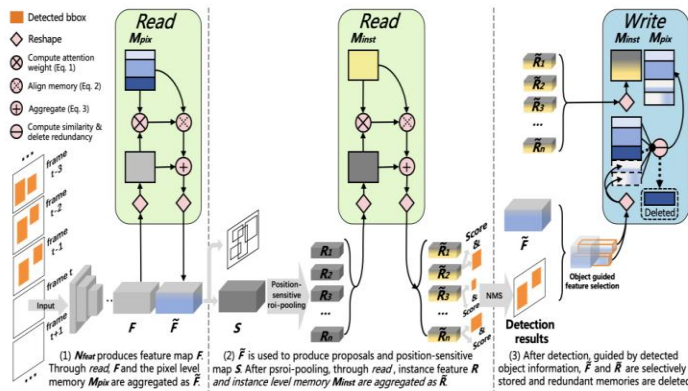 Detected bbox
Reshape
Compute attention
weight (Eq. 1)
Align memory (Eq. 2)
Aggregate (Eq. 3)
Compute similarity &
delete redundancy
...
frame
t-3
frame
t-2
frame
t-1
frame t
frame
t+1
Input
Read
Mpix
F
F̃
(1) Nfeat produces feature map F.
Through read, F and the pixel level
memory Mpix are aggregated as F̃.
S
Position-
sensitive
roi-pooling
Read
Minst
R1
R2
R3
...
Rn
R̃1
R̃2
R̃3
...
R̃n
Score
&
&
Score
(2) F̃ is used to produce proposals and position-sensitive
map S. After psroi-pooling, through read, instance feature R
and instance level memory Minst are aggregated as R̃.
NMS
R̃1
R̃2
R̃3
...
R̃n
Write
Minst Mpix
Deleted
F̃
Object guided
feature selection
Detection
results
(3) After detection, guided by detected
object information, F̃ and R̃ are selectively
stored and redundant memories are deleted.